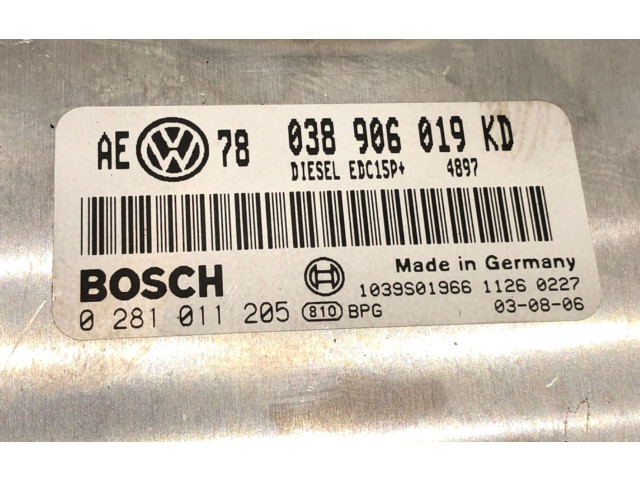 AE VW 78 038 906 019 KD
DIESEL EDC15P+ 4897
BOSCH Made in Germany
1039S01966 1126 0227
0 281 011 205 810 BPG 03-08-06